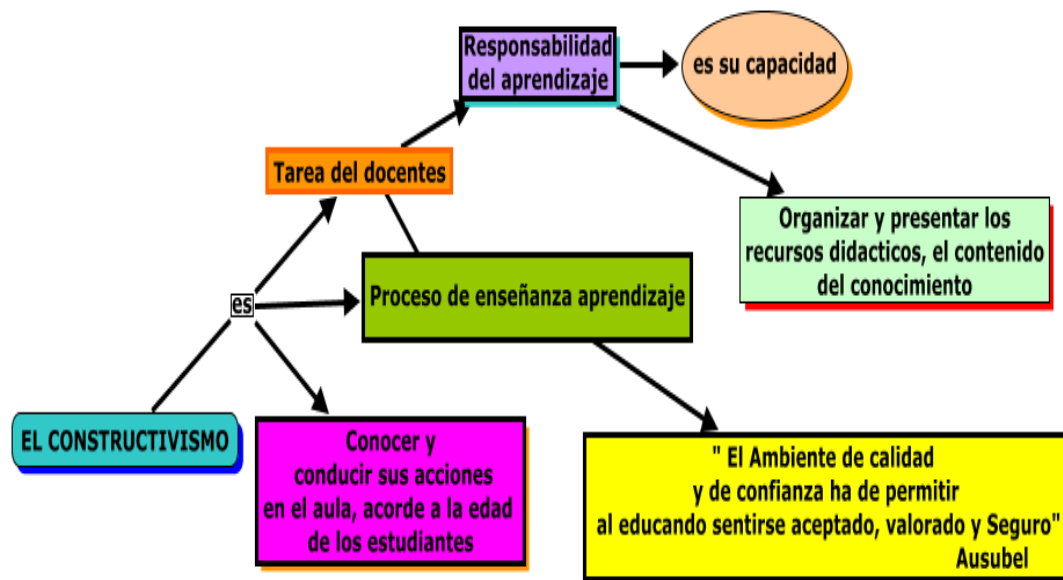 Responsabilidad
del aprendizaje
es su capacidad
Tarea del docentes
Organizar y presentar los
recursos didacticos, el contenido
del conocimiento
Proceso de enseñanza aprendizaje
es
EL CONSTRUCTIVISMO
Conocer y
conducir sus acciones
en el aula, acorde a la edad
de los estudiantes
" El Ambiente de calidad
y de confianza ha de permitir
al educando sentirse aceptado, valorado y Seguro"
Ausubel